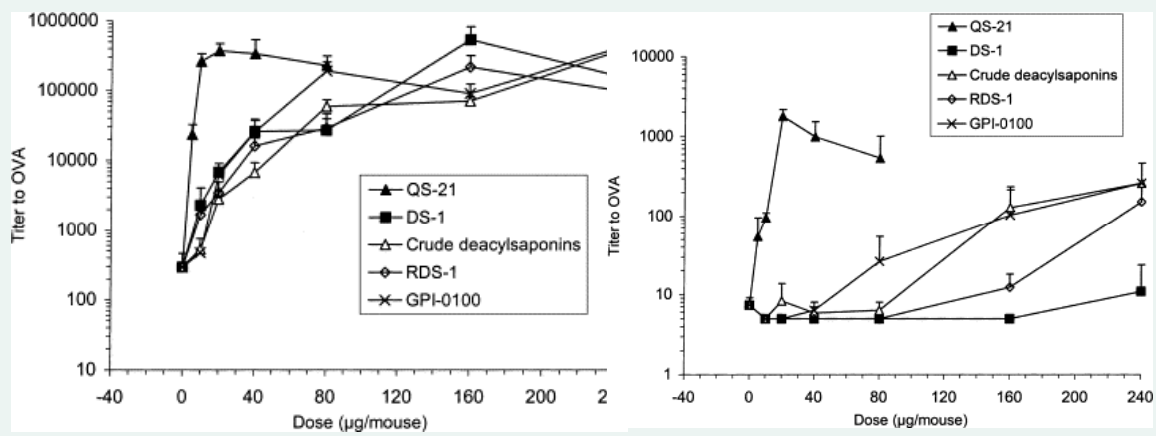 1000000
100000
10000
1000
100
10
Titer to OVA
QS-21
DS-1
Crude deacylsaponins
RDS-1
GPI-0100
-40 0 40 80 120 160 200 2
Dose (µg/mouse)
QS-21
DS-1
Crude deacylsaponins
RDS-1
GPI-0100
10000
1000
100
10
1
Titer to OVA
-40 0 40 80 120 160 200 240
Dose (µg/mouse)